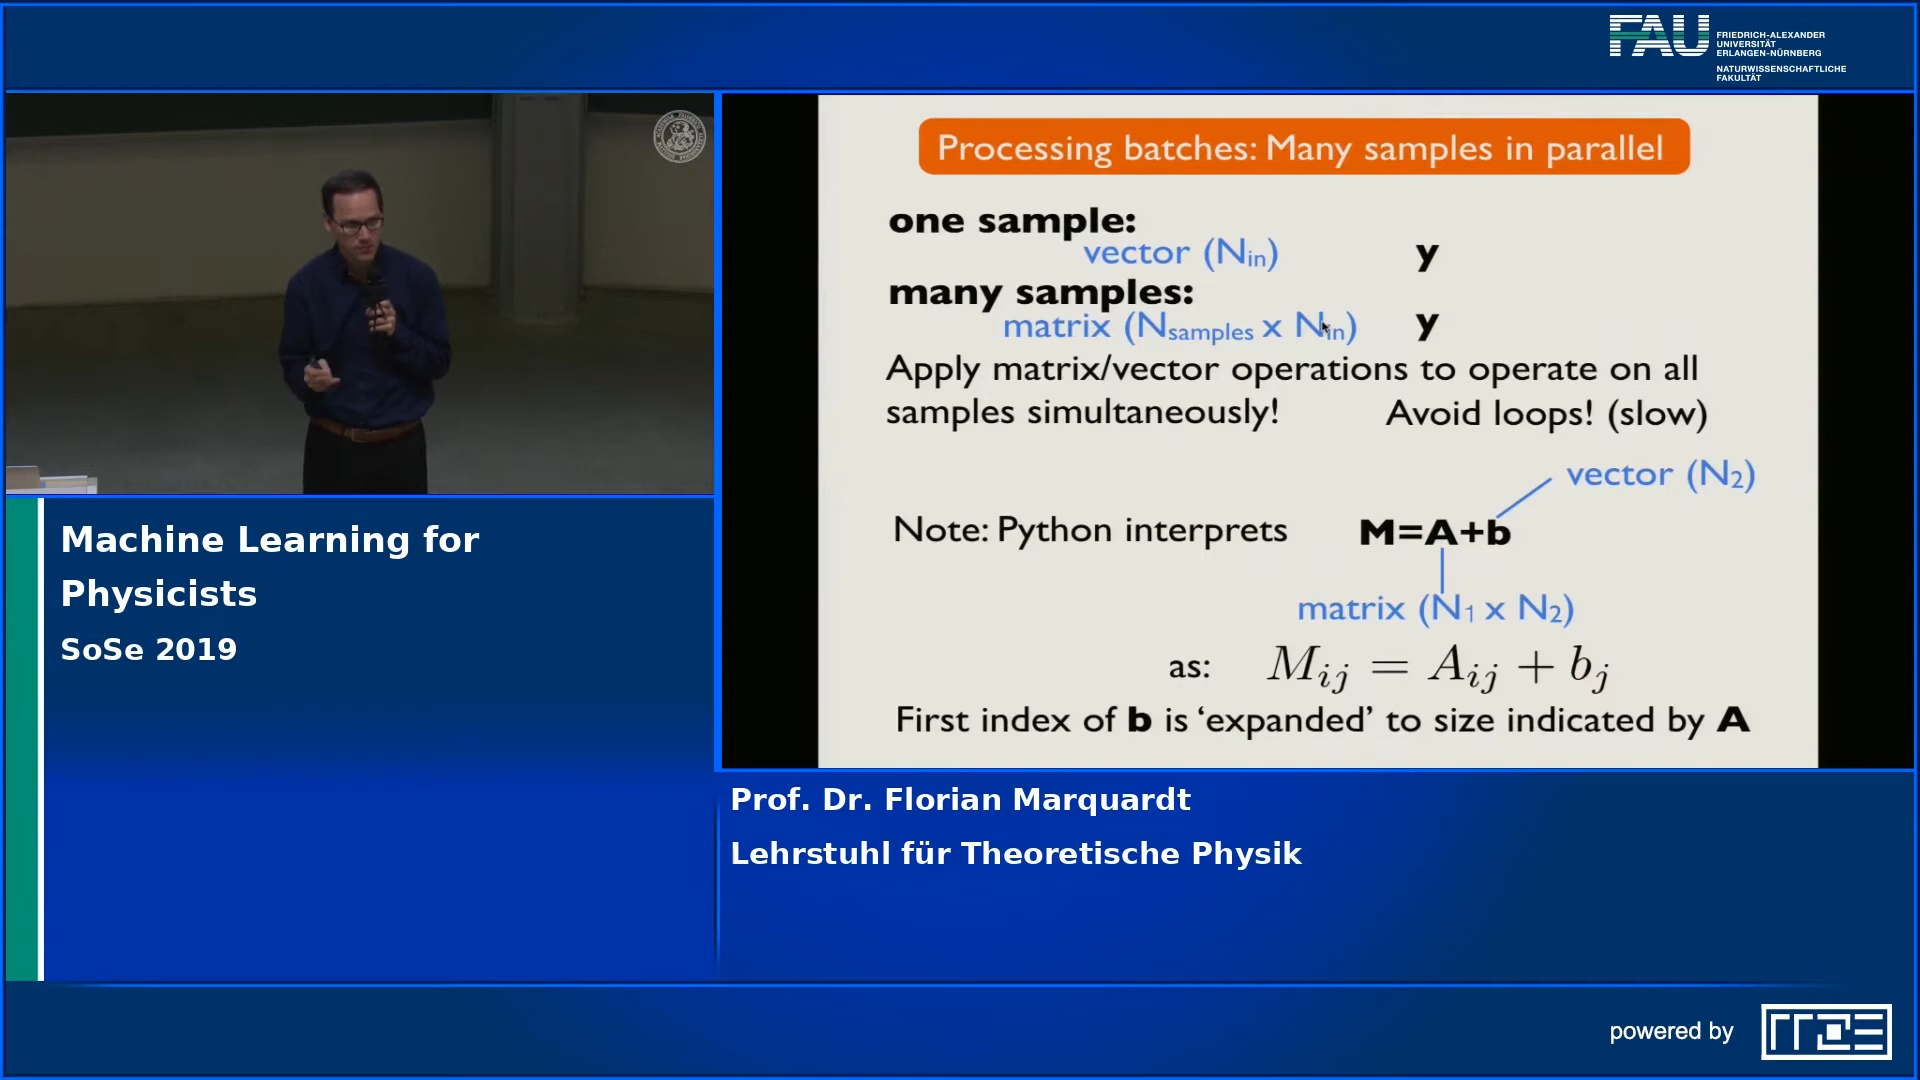 FAU
FRIEDRICH-ALEXANDER
UNIVERSITÄT
ERLANGEN-NÜRNBERG
NATURWISSENSCHAFTLICHE
FAKULTÄT
Processing batches: Many samples in parallel
one sample:
vector (Nin) y
many samples:
matrix (Nsamples x Nin) y
Apply matrix/vector operations to operate on all
samples simultaneously! Avoid loops! (slow)
vector (N2)
Note: Python interprets M=A+b
matrix (N1 x N2)
as: Mij = Aij + bj
First index of b is ‘expanded’ to size indicated by A
Machine Learning for
Physicists
SoSe 2019
Prof. Dr. Florian Marquardt
Lehrstuhl für Theoretische Physik
powered by
rrze